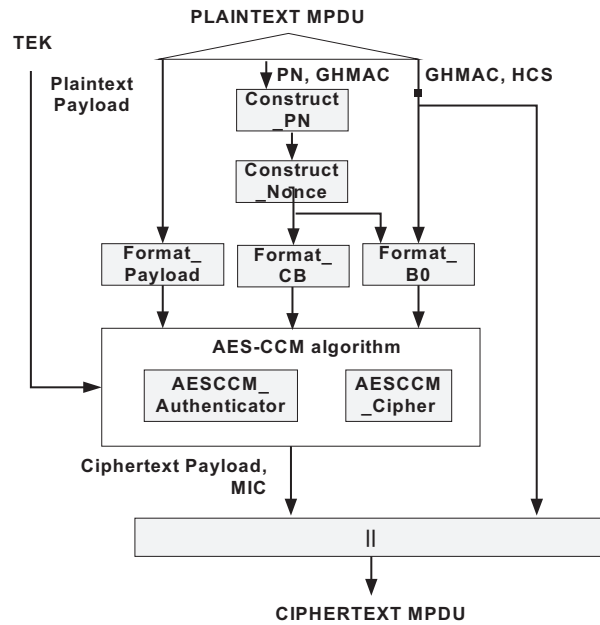 PLAINTEXT MPDU
TEK
PN, GHMAC
GHMAC, HCS
Plaintext
Payload
Construct
_PN
Construct
_Nonce
Format_
Payload
Format_
CB
Format_
B0
AES-CCM algorithm
AESCCM_
Authenticator
AESCCM
_Cipher
Ciphertext Payload,
MIC
||
CIPHERTEXT MPDU